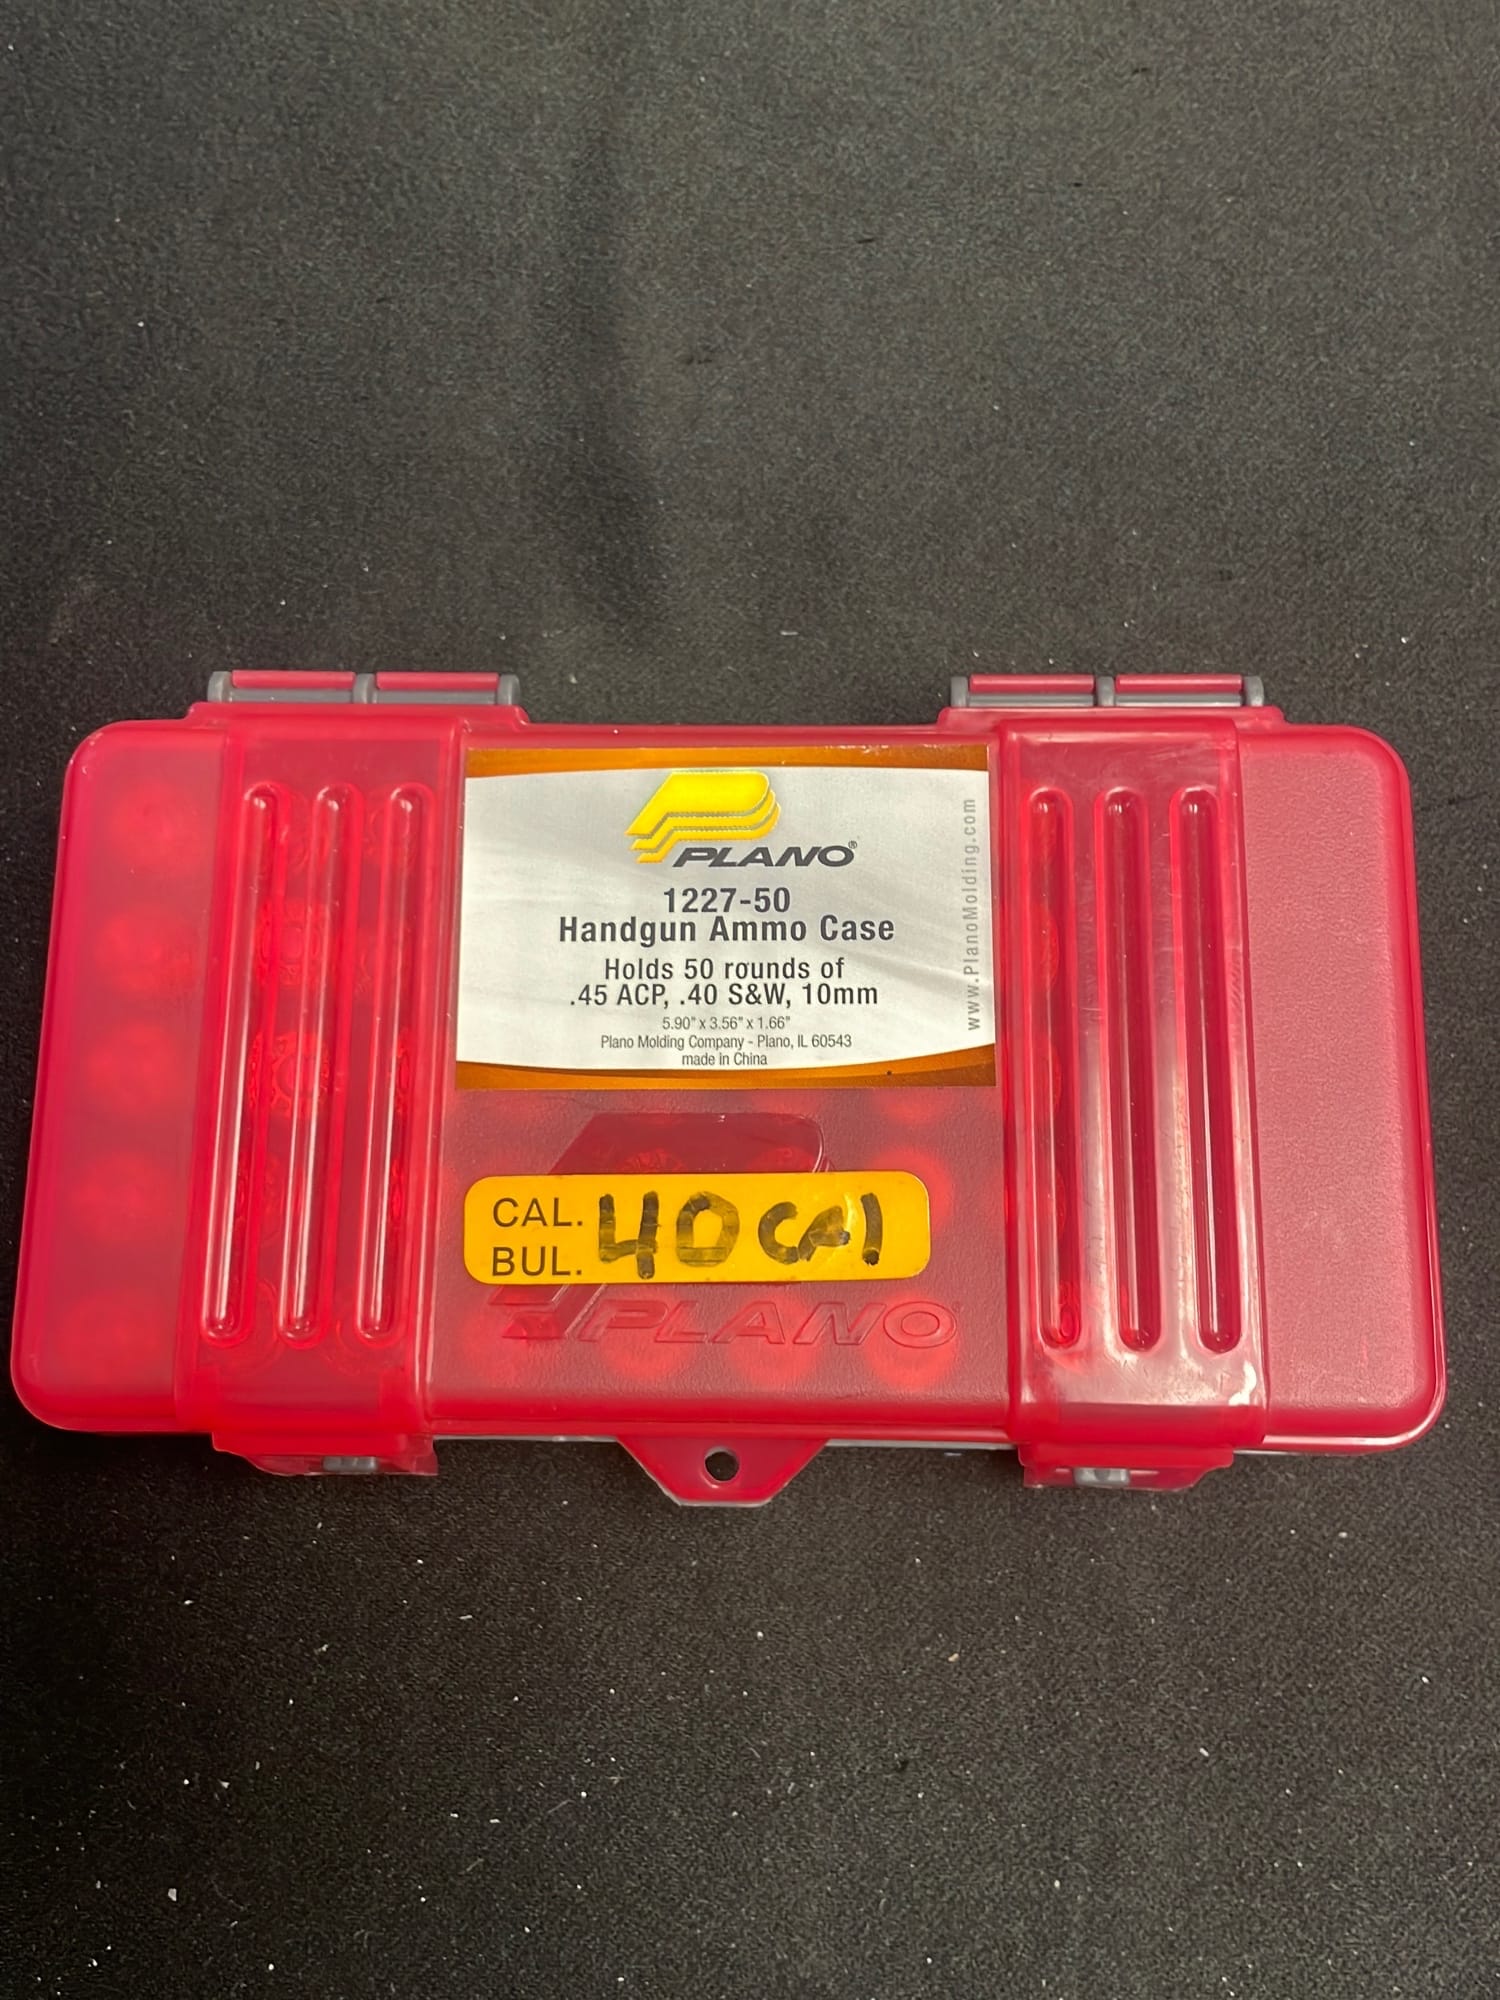 PLANO®
1227-50
Handgun Ammo Case
Holds 50 rounds of
.45 ACP, .40 S&W, 10mm
5.90" x 3.56" x 1.66"
Plano Molding Company - Plano, IL 60543
made in China
www.PlanoMolding.com
CAL. 40 cal
BUL.
PLANO